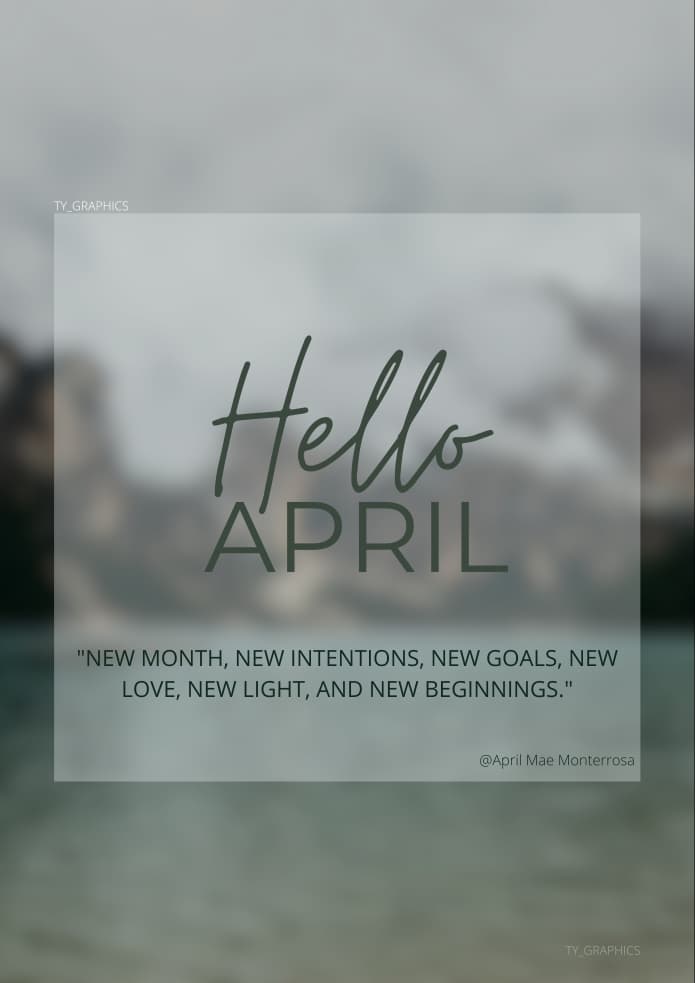 TY_GRAPHICS
Hello
APRIL
"NEW MONTH, NEW INTENTIONS, NEW GOALS, NEW
LOVE, NEW LIGHT, AND NEW BEGINNINGS."
@April Mae Monterrosa
TY_GRAPHICS